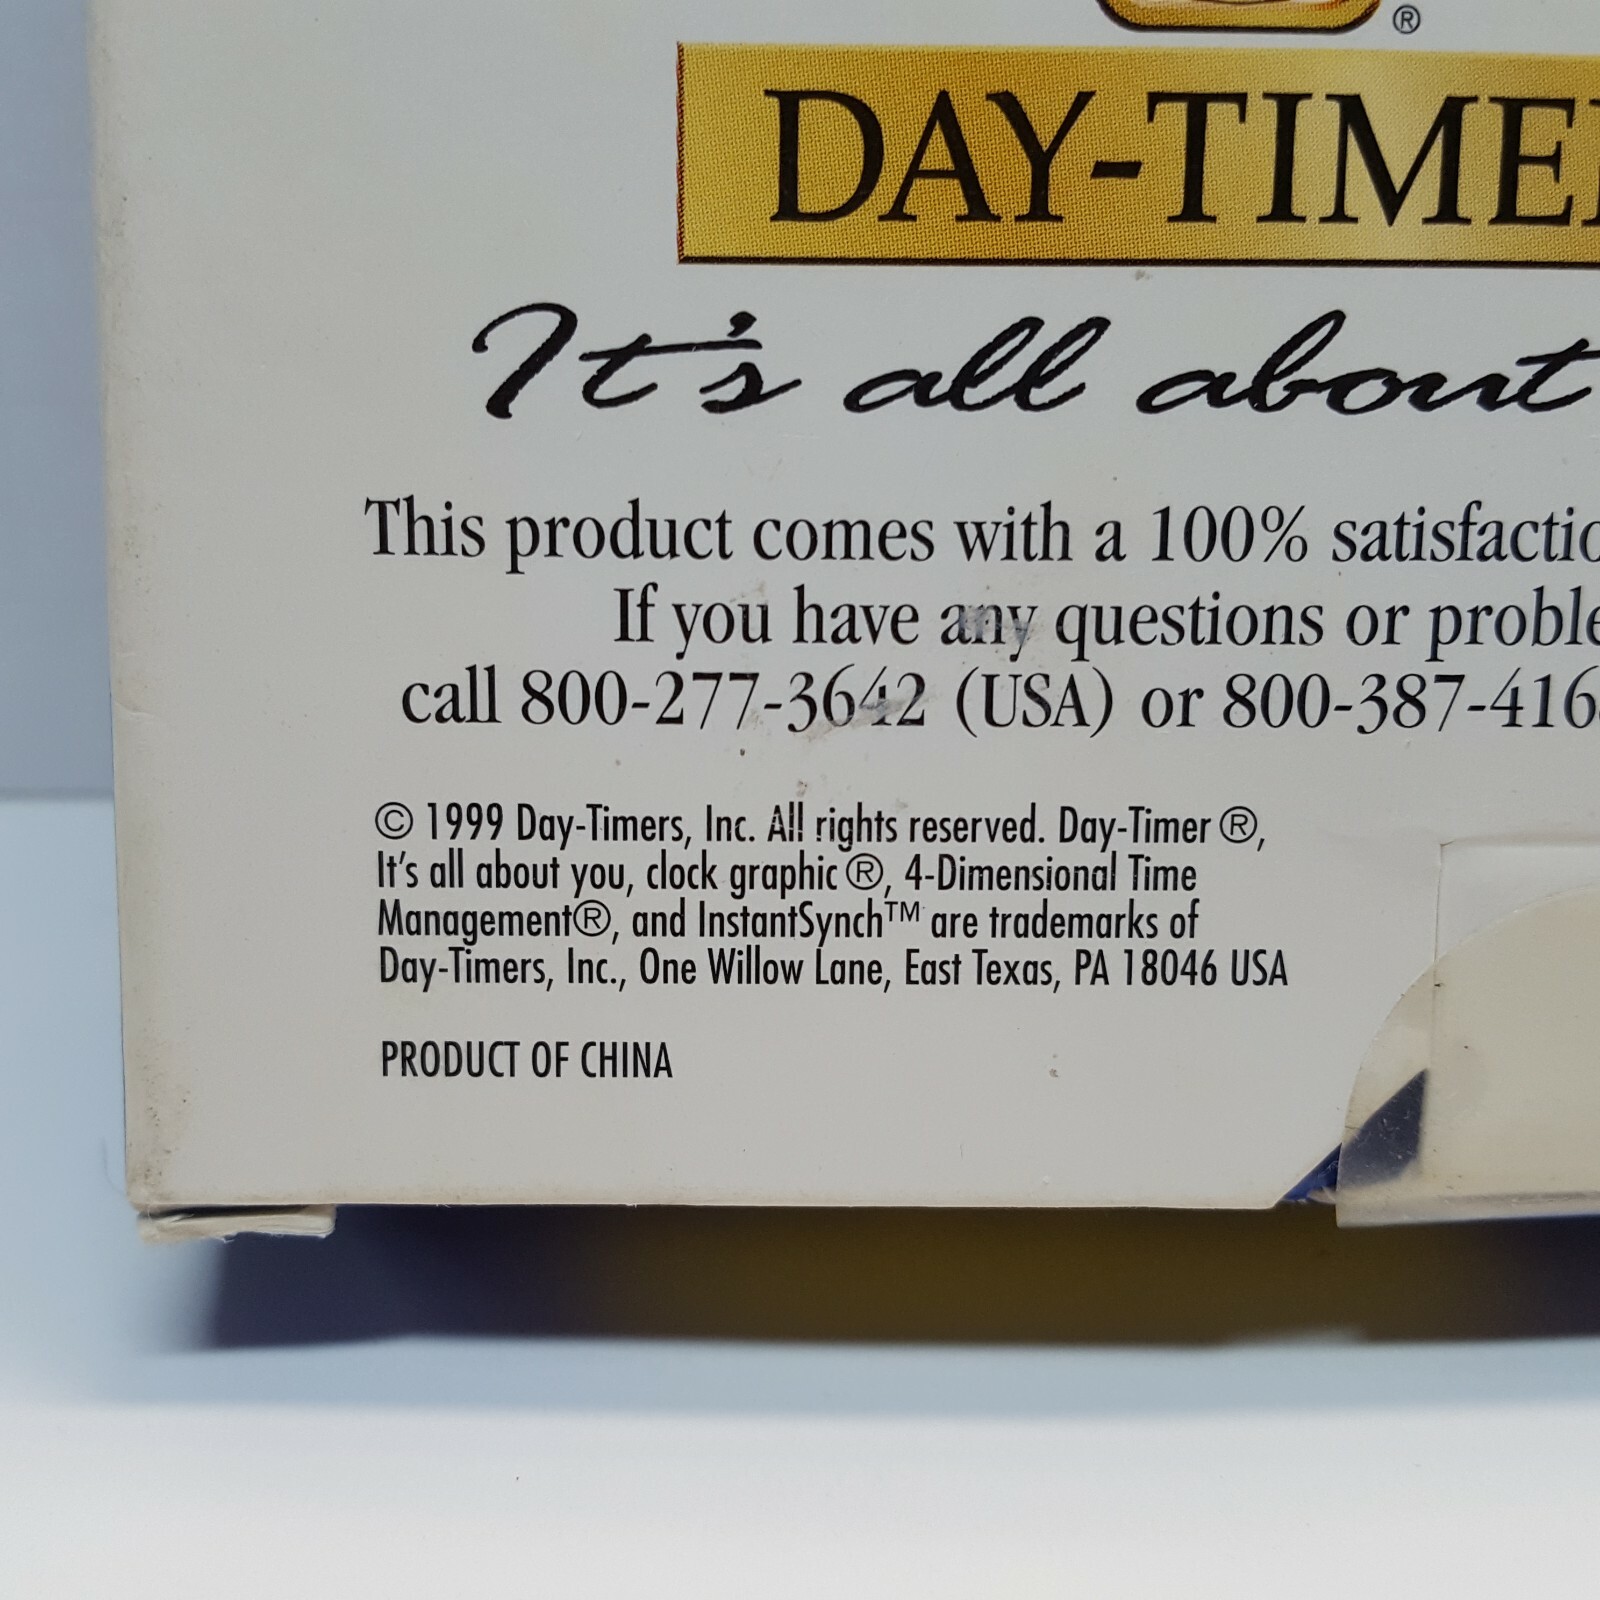 ®
DAY-TIME
It's all about
This product comes with a 100%
If you have any questions or
call 800-277-3642 (USA) or 800-387-416
© 1999 Day-Timers, Inc. All rights reserved. Day-Timer ®,
It's all about you, clock graphic ®, 4-Dimensional Time
Management®, and InstantSynch™ are trademarks of
Day-Timers, Inc., One Willow Lane, East Texas, PA 18046 USA
PRODUCT OF CHINA